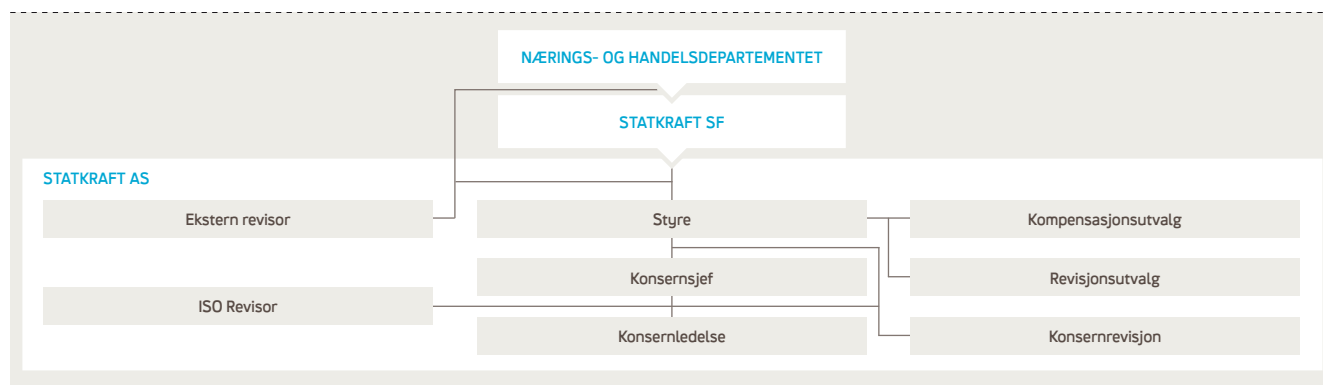 NÆRINGS- OG HANDELSDEPARTEMENTET
STATKRAFT SF
STATKRAFT AS
Ekstern revisor
Styre
Kompensasjonsutvalg
Konsernsjef
Revisjonsutvalg
ISO Revisor
Konsernledelse
Konsernrevisjon